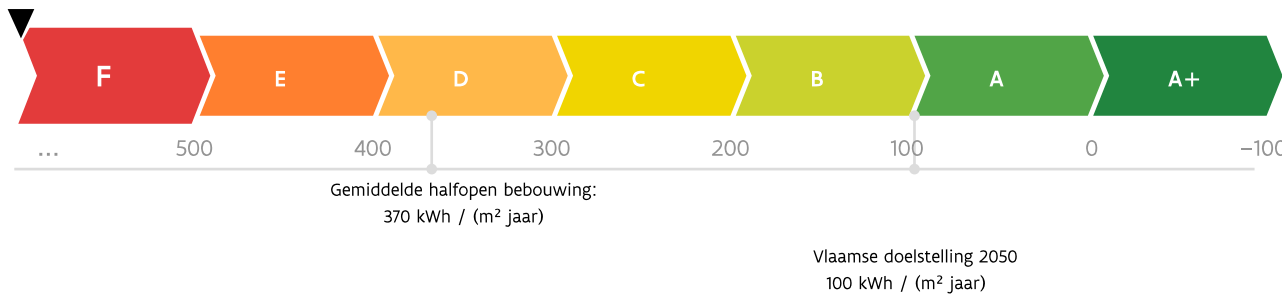 F E D C B A A+
... 500 400 300 200 100 0 −100
Gemiddelde halfopen bebouwing:
370 kWh / (m² jaar)
Vlaamse doelstelling 2050
100 kWh / (m² jaar)